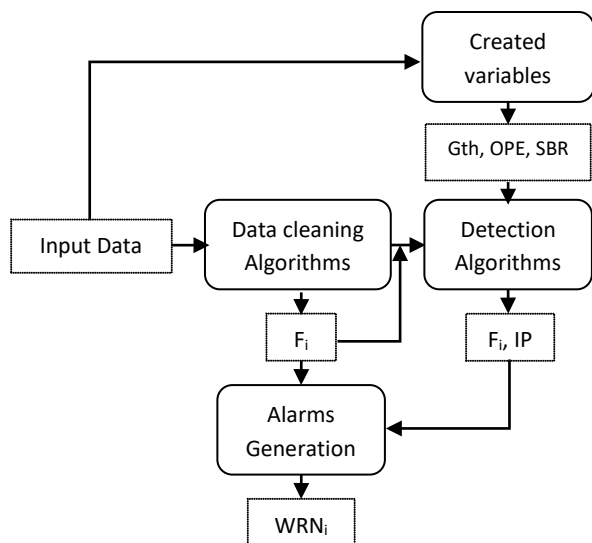 Created
variables
Gth, OPE, SBR
Input Data
Data cleaning
Algorithms
Detection
Algorithms
Fᵢ
Fᵢ, IP
Alarms
Generation
WRNᵢ